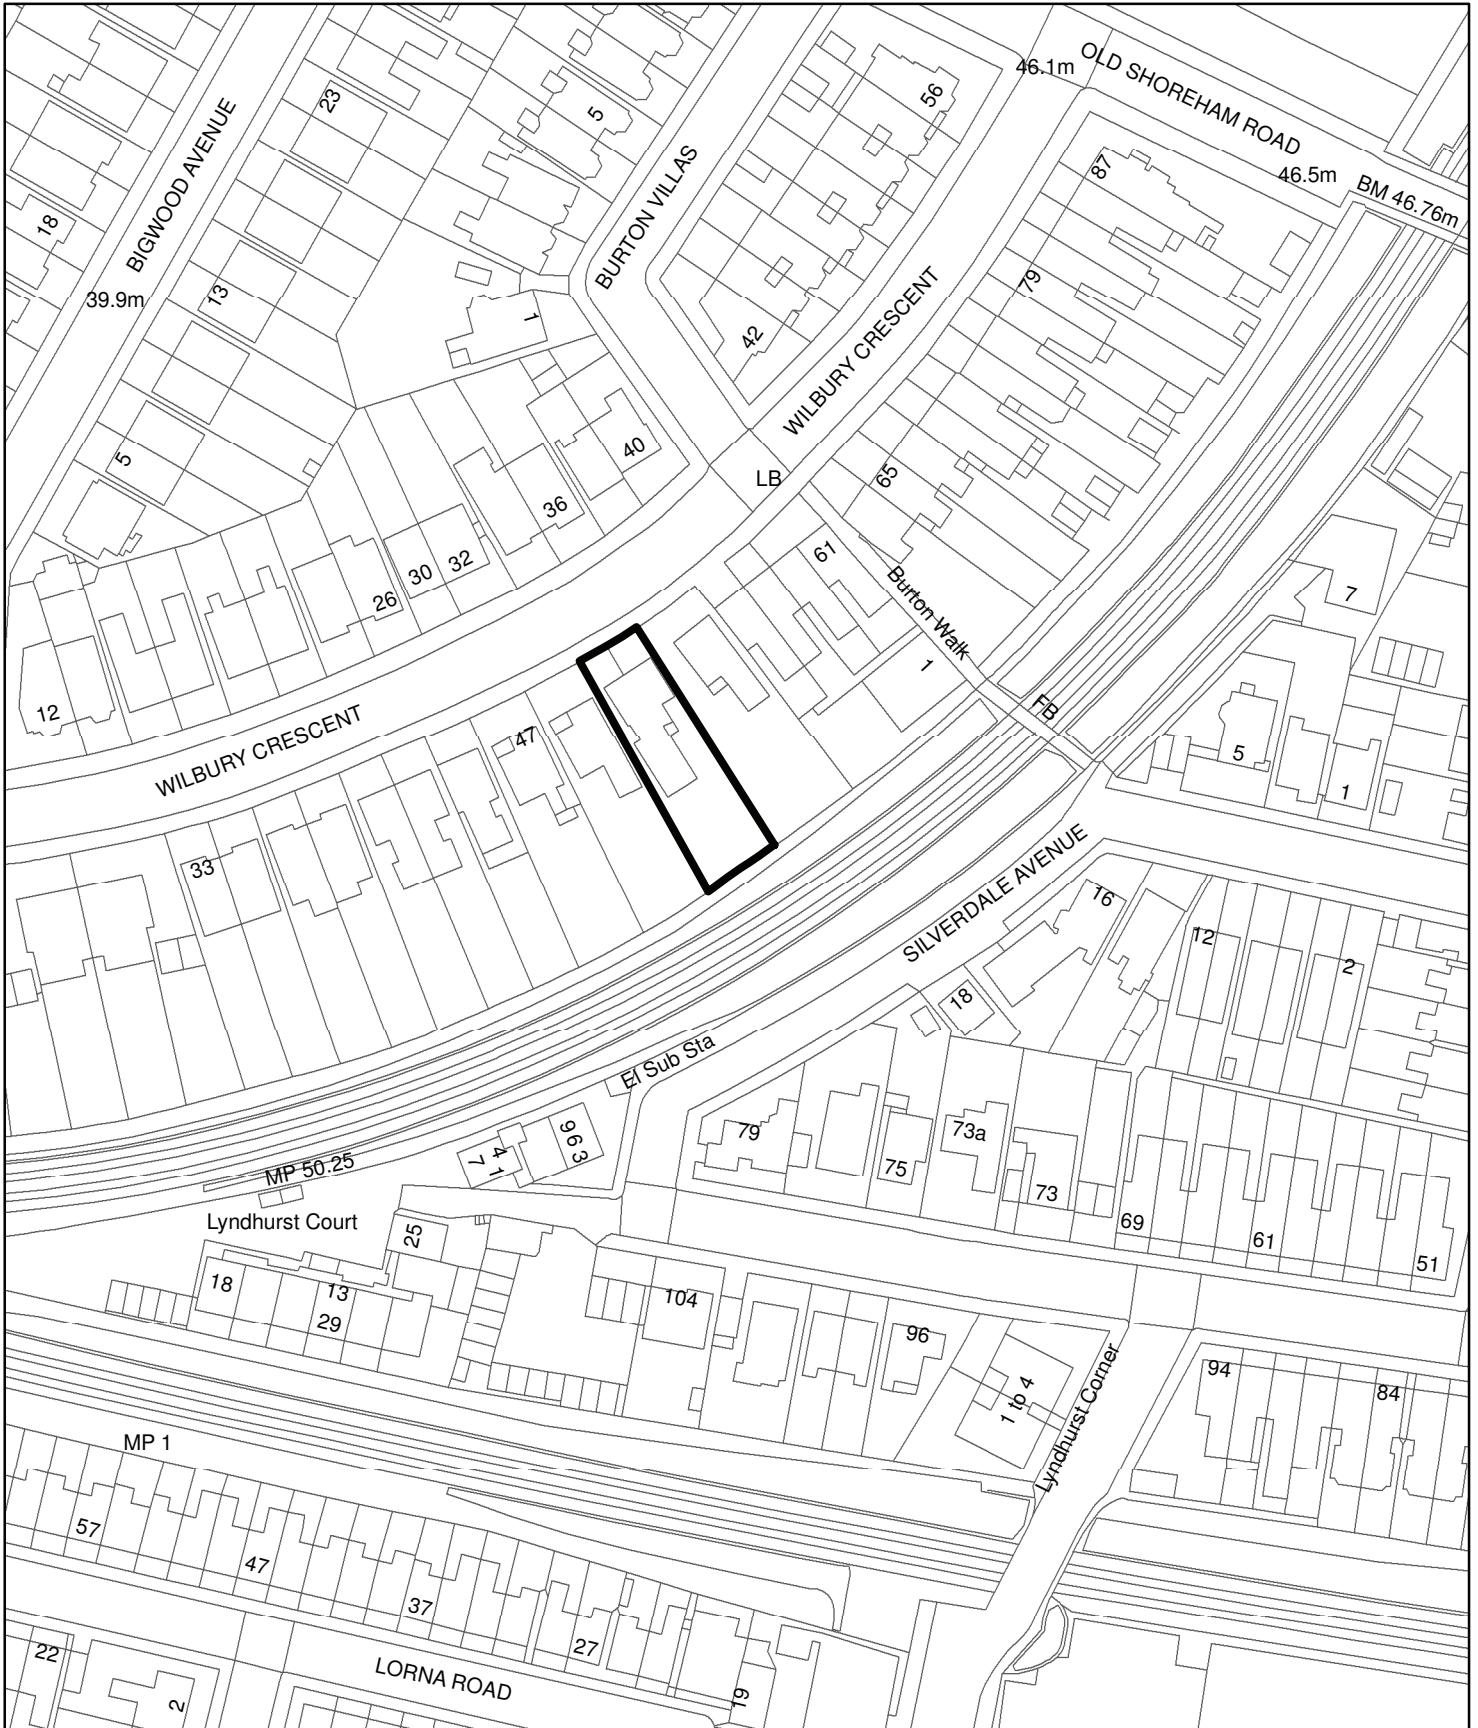 OLD SHOREHAM ROAD
46.1m
56
23
5
87
BIGWOOD AVENUE
46.5m
BM 46.76m
BURTON VILLAS
18
79
39.9m
13
1
42
WILBURY CRESCENT
40
5
LB
65
36
61
32
30
26
Burton Walk
7
1
12
FB
WILBURY CRESCENT
47
5
1
33
SILVERDALE AVENUE
16
12
2
18
El Sub Sta
79
73a
9 6 3
4 1
7
75
MP 50.25
73
Lyndhurst Court
25
69
61
51
18
13
29
104
96
94
84
1 to 4
Lyndhurst Corner
MP 1
57
47
37
27
22
LORNA ROAD
2
19